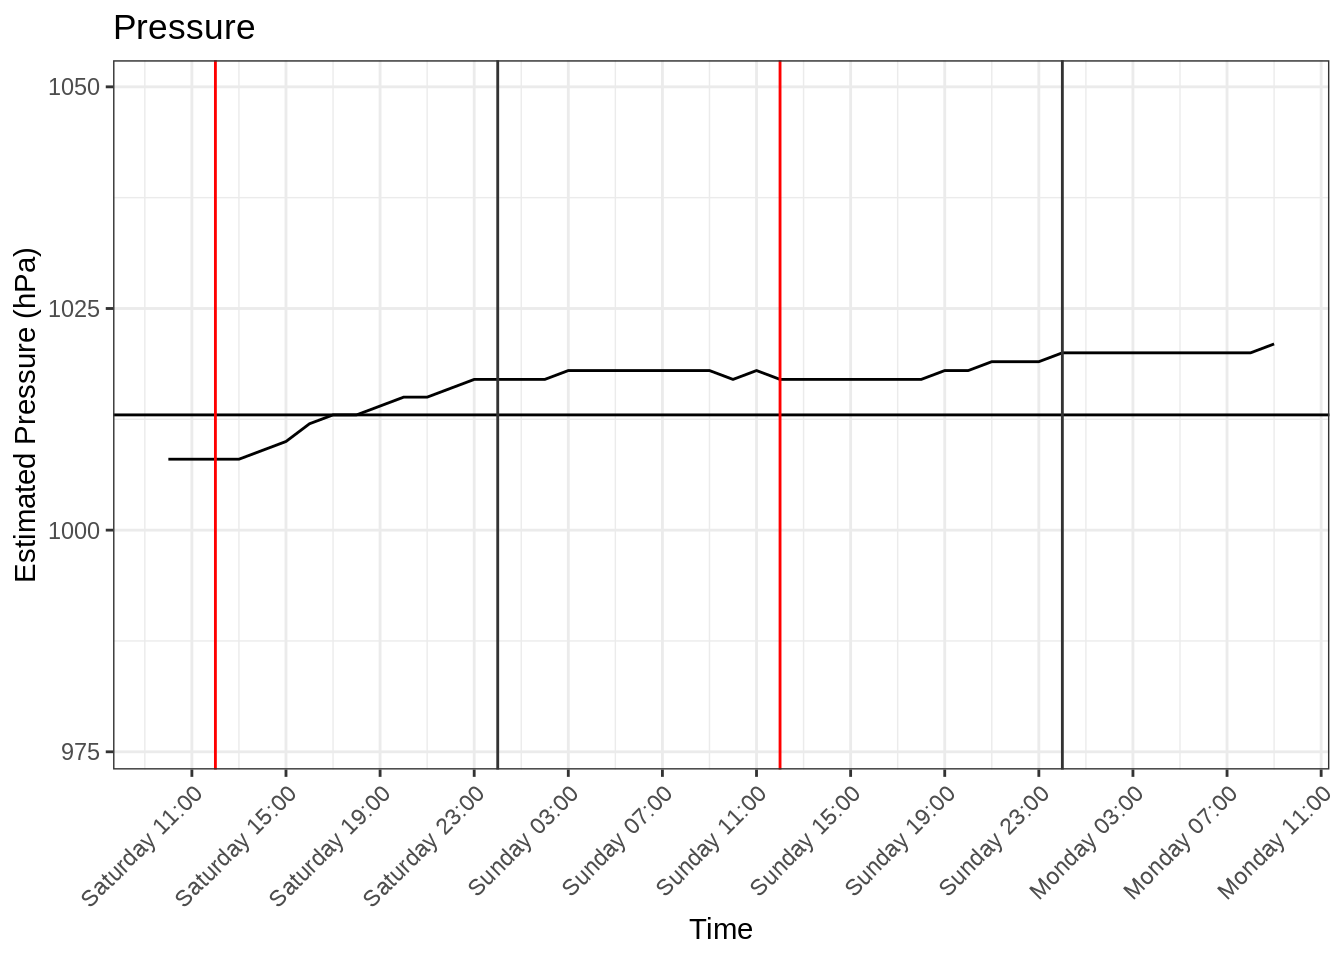 Pressure
Estimated Pressure (hPa)
1050
1025
1000
975
Saturday 11:00
Saturday 15:00
Saturday 19:00
Saturday 23:00
Sunday 03:00
Sunday 07:00
Sunday 11:00
Sunday 15:00
Sunday 19:00
Sunday 23:00
Monday 03:00
Monday 07:00
Monday 11:00
Time